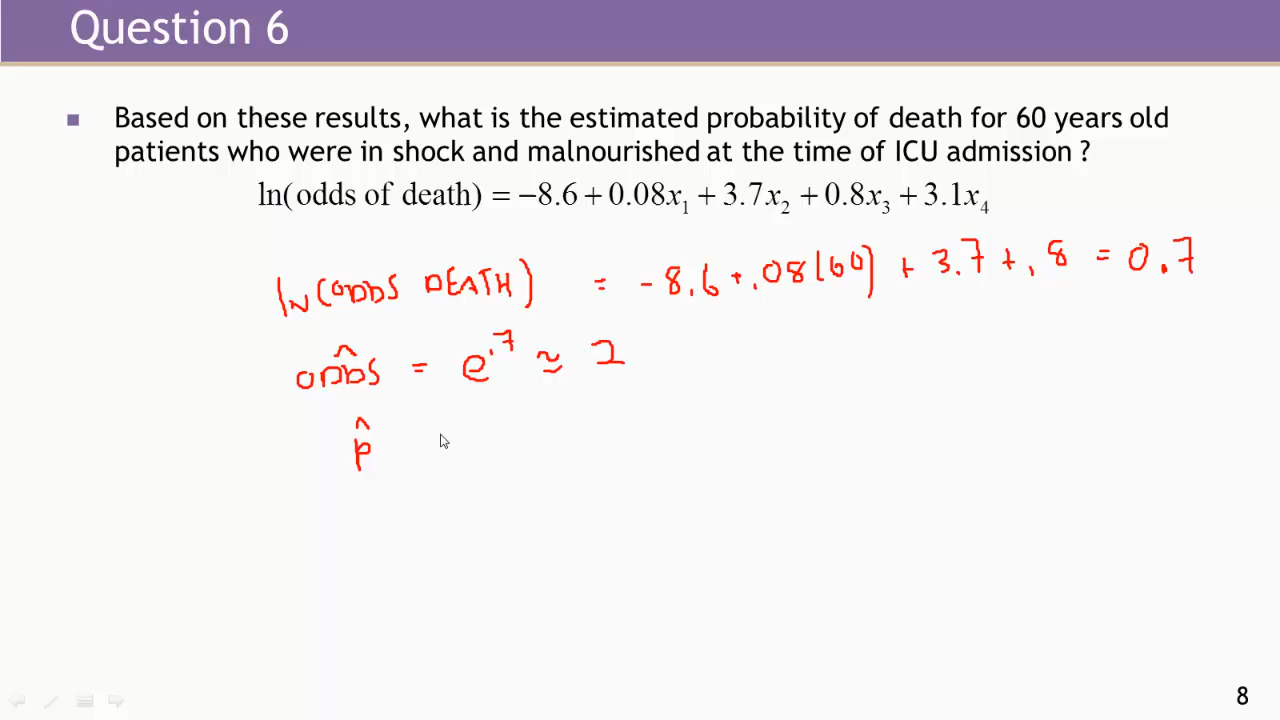 Question 6
Based on these results, what is the estimated probability of death for 60 years old
patients who were in shock and malnourished at the time of ICU admission ?
ln(odds of death) = −8.6 + 0.08x₁ + 3.7x₂ + 0.8x₃ + 3.1x₄
ln(ODDS DEATH) = -8.6 + .08(60) + 3.7 + .8 = 0.7
ODDS^ = e^.7 ≈ 2
p̂
8